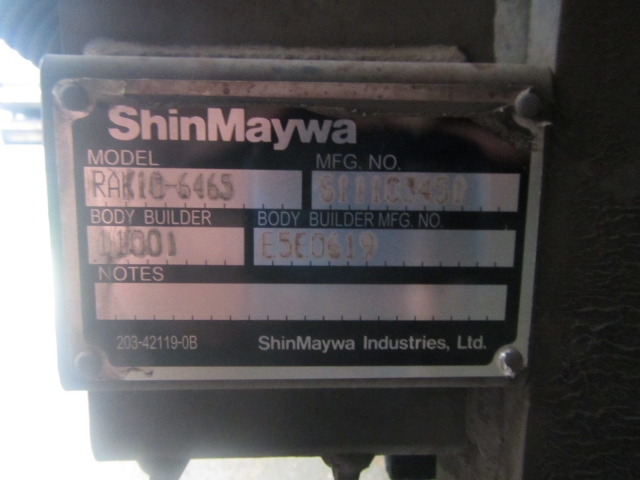 ShinMaywa
MODEL MFG. NO.
RAK10-6465
BODY BUILDER BODY BUILDER MFG. NO.
E5E0619
NOTES
203-42119-0B ShinMaywa Industries, Ltd.